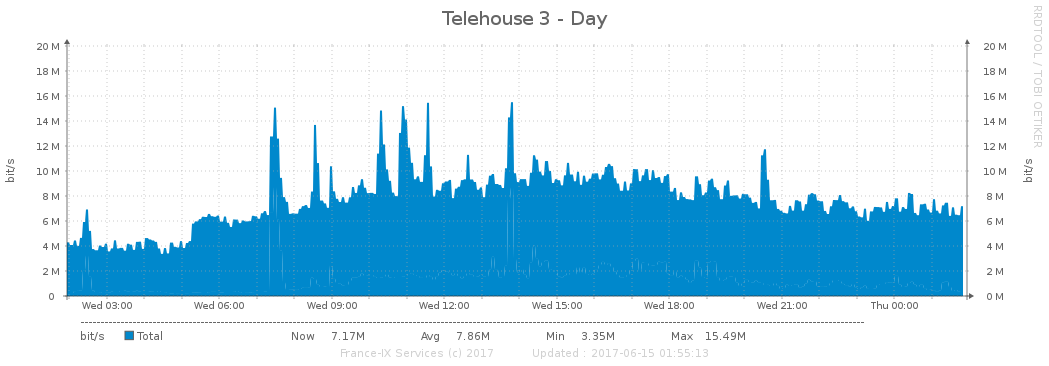 Telehouse 3 - Day
RRDTOOL / TOBI OETIKER
bit/s
20 M 20 M
18 M 18 M
16 M 16 M
14 M 14 M
12 M 12 M
10 M 10 M
8 M 8 M
6 M 6 M
4 M 4 M
2 M 2 M
0 0 M
bit/s
Wed 03:00 Wed 06:00 Wed 09:00 Wed 12:00 Wed 15:00 Wed 18:00 Wed 21:00 Thu 00:00
bit/s Total Now 7.17M Avg 7.86M Min 3.35M Max 15.49M
France-IX Services (c) 2017 Updated : 2017-06-15 01:55:13